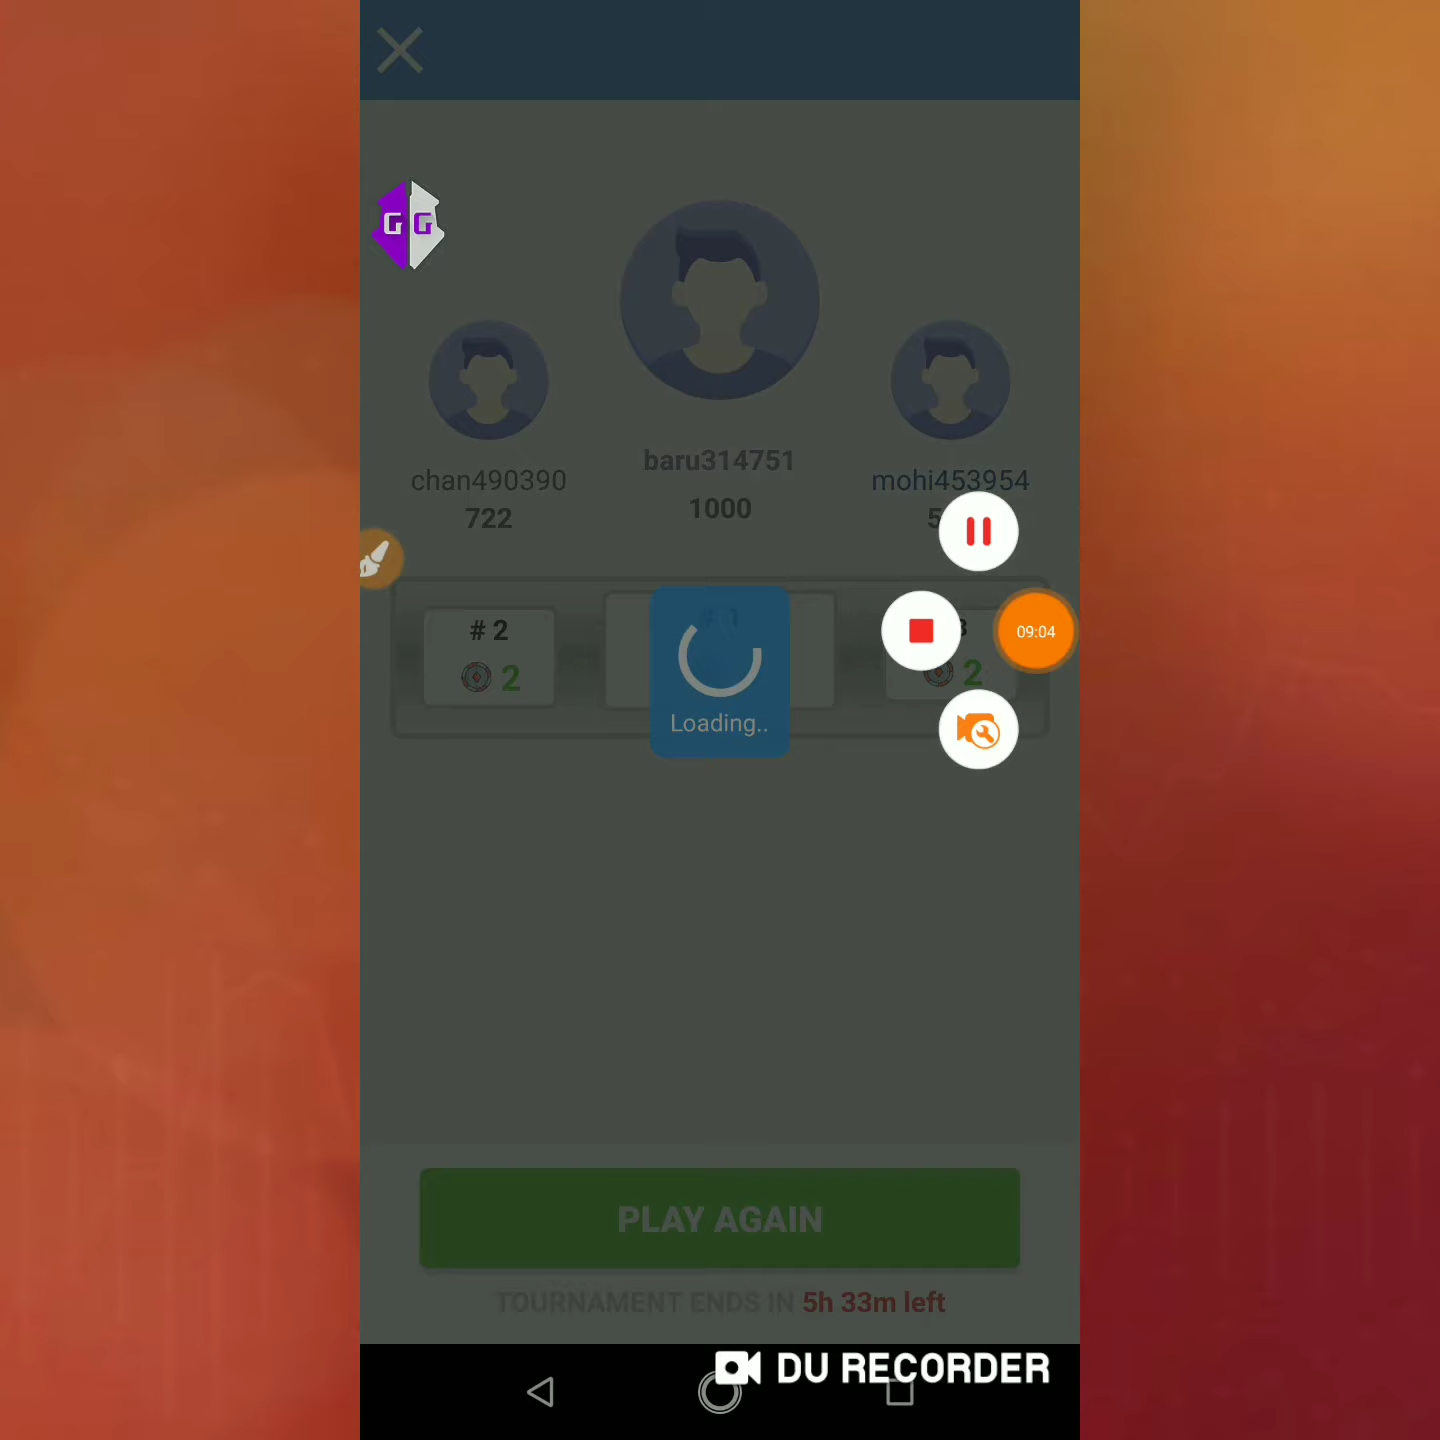 GG
baru314751
1000
chan490390
722
mohi453954
5
# 2
2
2
09:04
Loading..
PLAY AGAIN
TOURNAMENT ENDS IN 5h 33m left
DU RECORDER